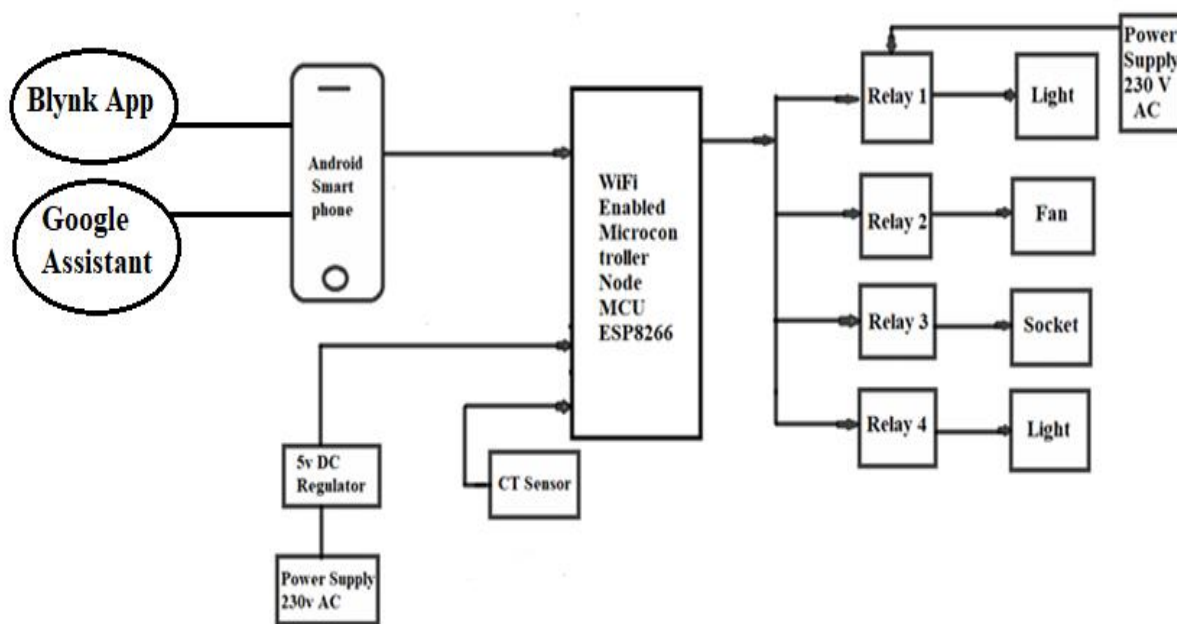 Blynk App
Google
Assistant
Android
Smart
phone
WiFi
Enabled
Microcon
troller
Node
MCU
ESP8266
5v DC
Regulator
Power Supply
230v AC
CT Sensor
Relay 1
Light
Power
Supply
230 V
AC
Relay 2
Fan
Relay 3
Socket
Relay 4
Light